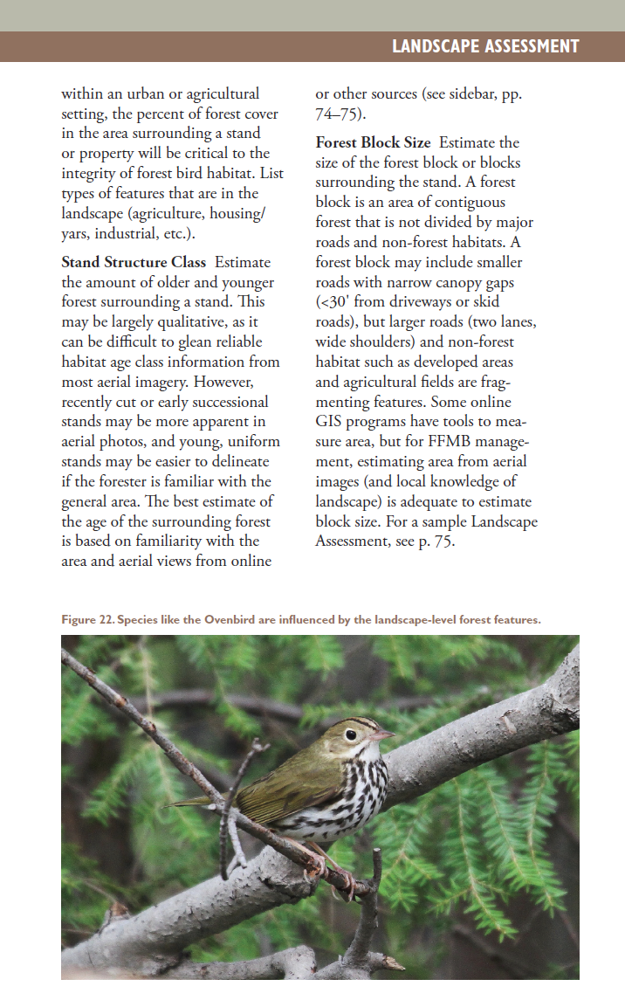 LANDSCAPE ASSESSMENT
within an urban or agricultural
setting, the percent of forest cover
in the area surrounding a stand
or property will be critical to the
integrity of forest bird habitat. List
types of features that are in the
landscape (agriculture, housing/
yars, industrial, etc.).
Stand Structure Class Estimate
the amount of older and younger
forest surrounding a stand. This
may be largely qualitative, as it
can be difficult to glean reliable
habitat age class information from
most aerial imagery. However,
recently cut or early successional
stands may be more apparent in
aerial photos, and young, uniform
stands may be easier to delineate
if the forester is familiar with the
general area. The best estimate of
the age of the surrounding forest
is based on familiarity with the
area and aerial views from online
or other sources (see sidebar, pp.
74–75).
Forest Block Size Estimate the
size of the forest block or blocks
surrounding the stand. A forest
block is an area of contiguous
forest that is not divided by major
roads and non-forest habitats. A
forest block may include smaller
roads with narrow canopy gaps
(<30' from driveways or skid
roads), but larger roads (two lanes,
wide shoulders) and non-forest
habitat such as developed areas
and agricultural fields are frag-
menting features. Some online
GIS programs have tools to mea-
sure area, but for FFMB manage-
ment, estimating area from aerial
images (and local knowledge of
landscape) is adequate to estimate
block size. For a sample Landscape
Assessment, see p. 75.
Figure 22. Species like the Ovenbird are influenced by the landscape-level forest features.